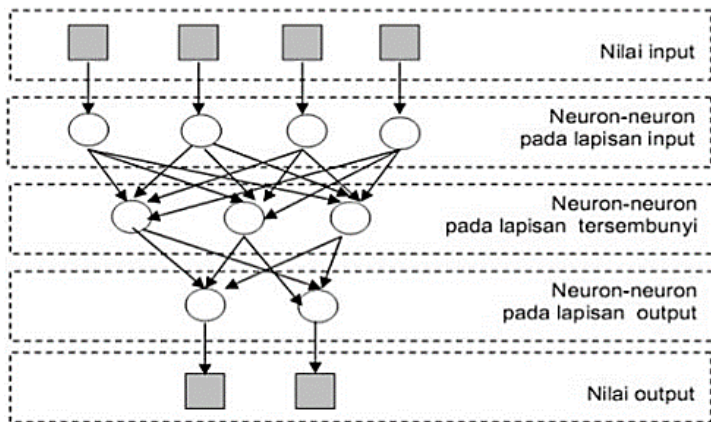 Nilai input
Neuron-neuron
pada lapisan input
Neuron-neuron
pada lapisan tersembunyi
Neuron-neuron
pada lapisan output
Nilai output